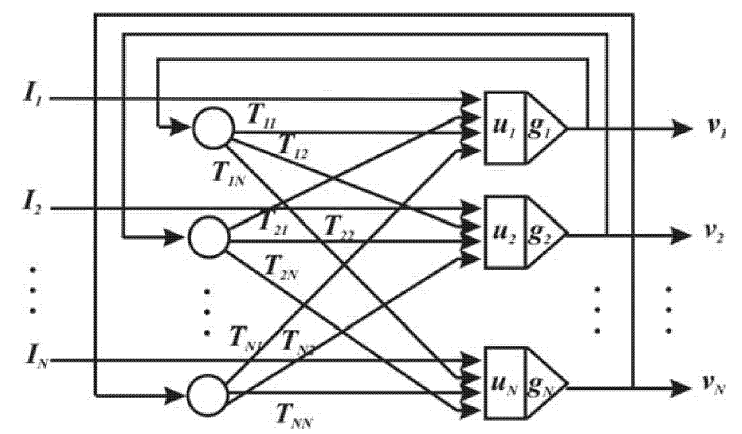 I1
T11
u1 g1
v1
T12
T1N
I2
T21
T22
u2 g2
v2
T2N
TN1
TN2
IN
uN gN
vN
TNN